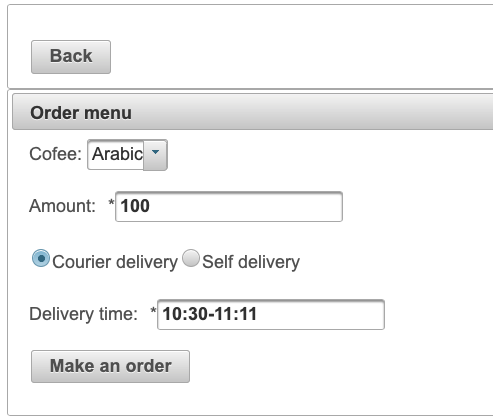 Back
Order menu
Cofee: Arabic
Amount: *100
Courier delivery Self delivery
Delivery time: *10:30-11:11
Make an order